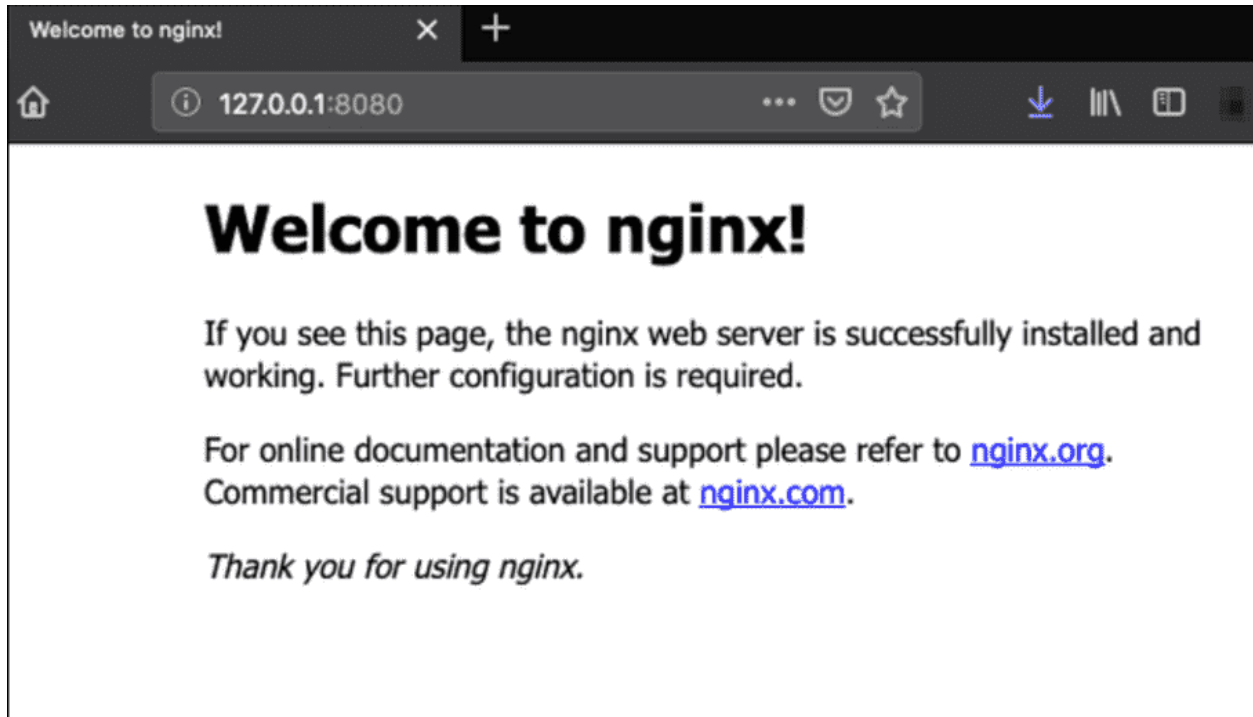 Welcome to nginx!
127.0.0.1:8080
Welcome to nginx!
If you see this page, the nginx web server is successfully installed and
working. Further configuration is required.
For online documentation and support please refer to nginx.org.
Commercial support is available at nginx.com.
Thank you for using nginx.